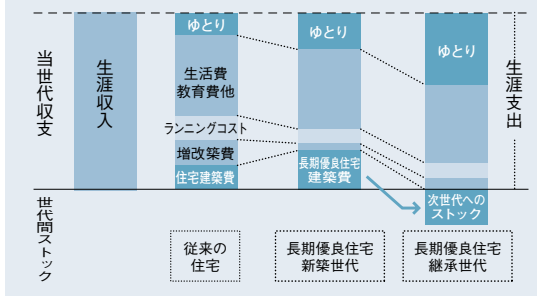 当世代収支
生涯収入
ゆとり
生活費
教育費他
ランニングコスト
増改築費
住宅建築費
ゆとり
長期優良住宅
建築費
ゆとり
次世代への
ストック
生涯支出
世代間ストック
従来の
住宅
長期優良住宅
新築世代
長期優良住宅
継承世代